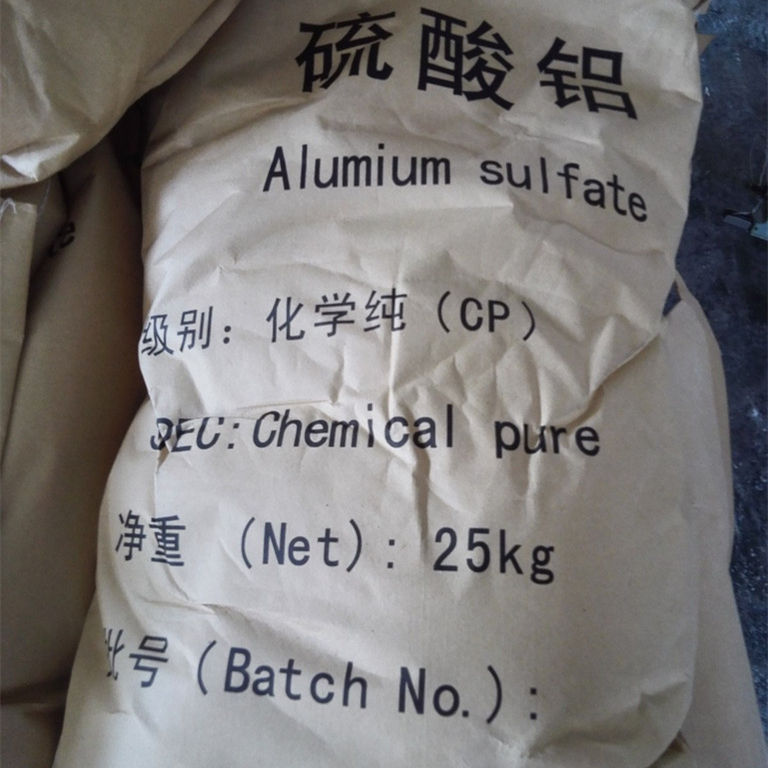 硫酸铝
Alumium sulfate
级别：化学纯（CP）
Chemical pure
净重 (Net): 25kg
批号(Batch No.):